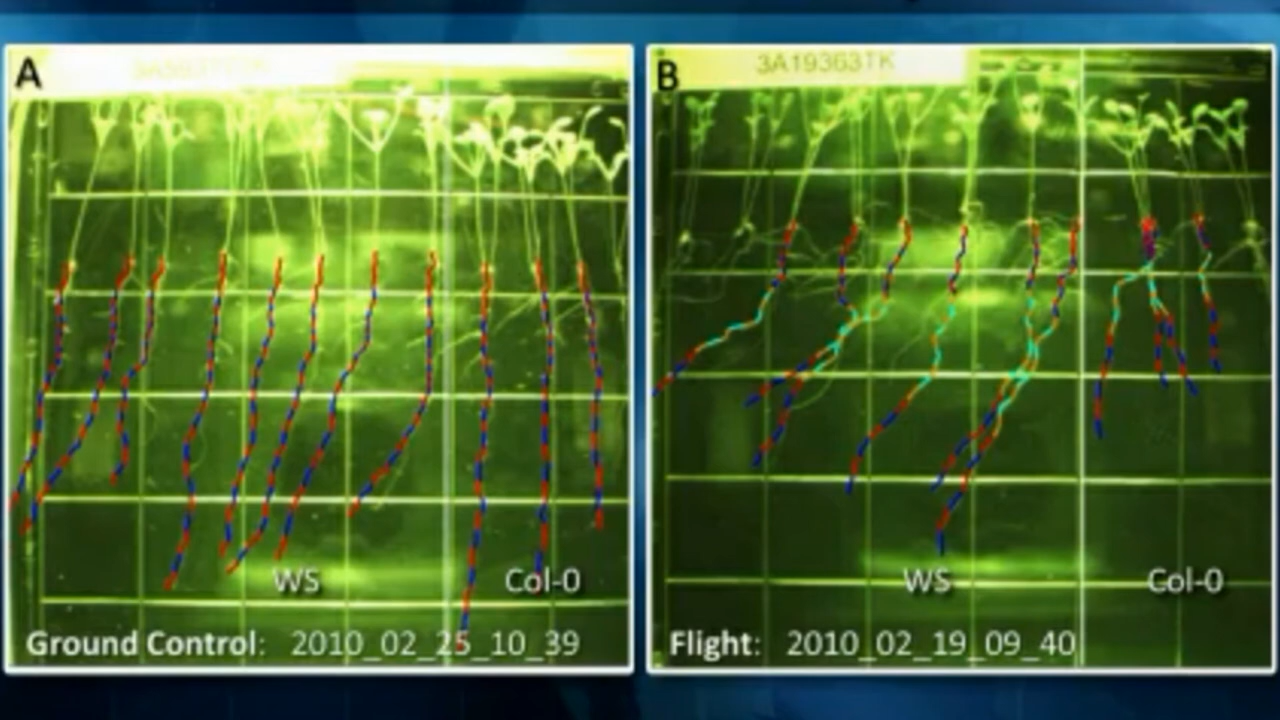 A
WS
Col-0
Ground Control: 2010_02_25_10_39
B
3A19363TK
WS
Col-0
Flight: 2010_02_19_09_40